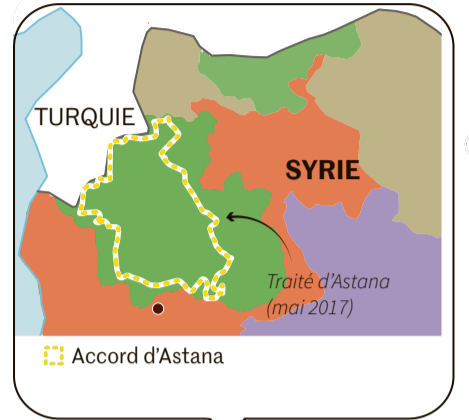 TURQUIE
SYRIE
Traité d'Astana
(mai 2017)
Accord d'Astana